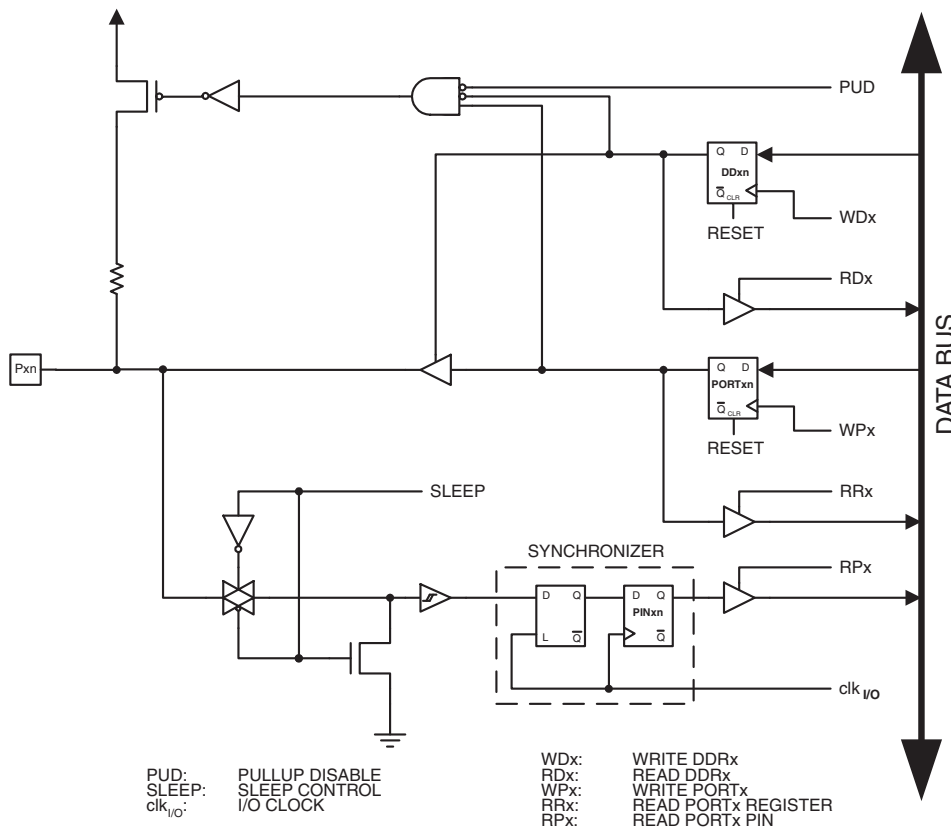 PUD
Q D
DDxn
Q CLR
WDx
RESET
RDx
Pxn
Q D
PORTxn
Q CLR
WPx
RESET
DATA BUS
SLEEP
RRx
SYNCHRONIZER
RPx
D Q
L Q
D Q
PINxn
Q
clk I/O
PUD: PULLUP DISABLE
SLEEP: SLEEP CONTROL
clk I/O: I/O CLOCK
WDx: WRITE DDRx
RDx: READ DDRx
WPx: WRITE PORTx
RRx: READ PORTx REGISTER
RPx: READ PORTx PIN